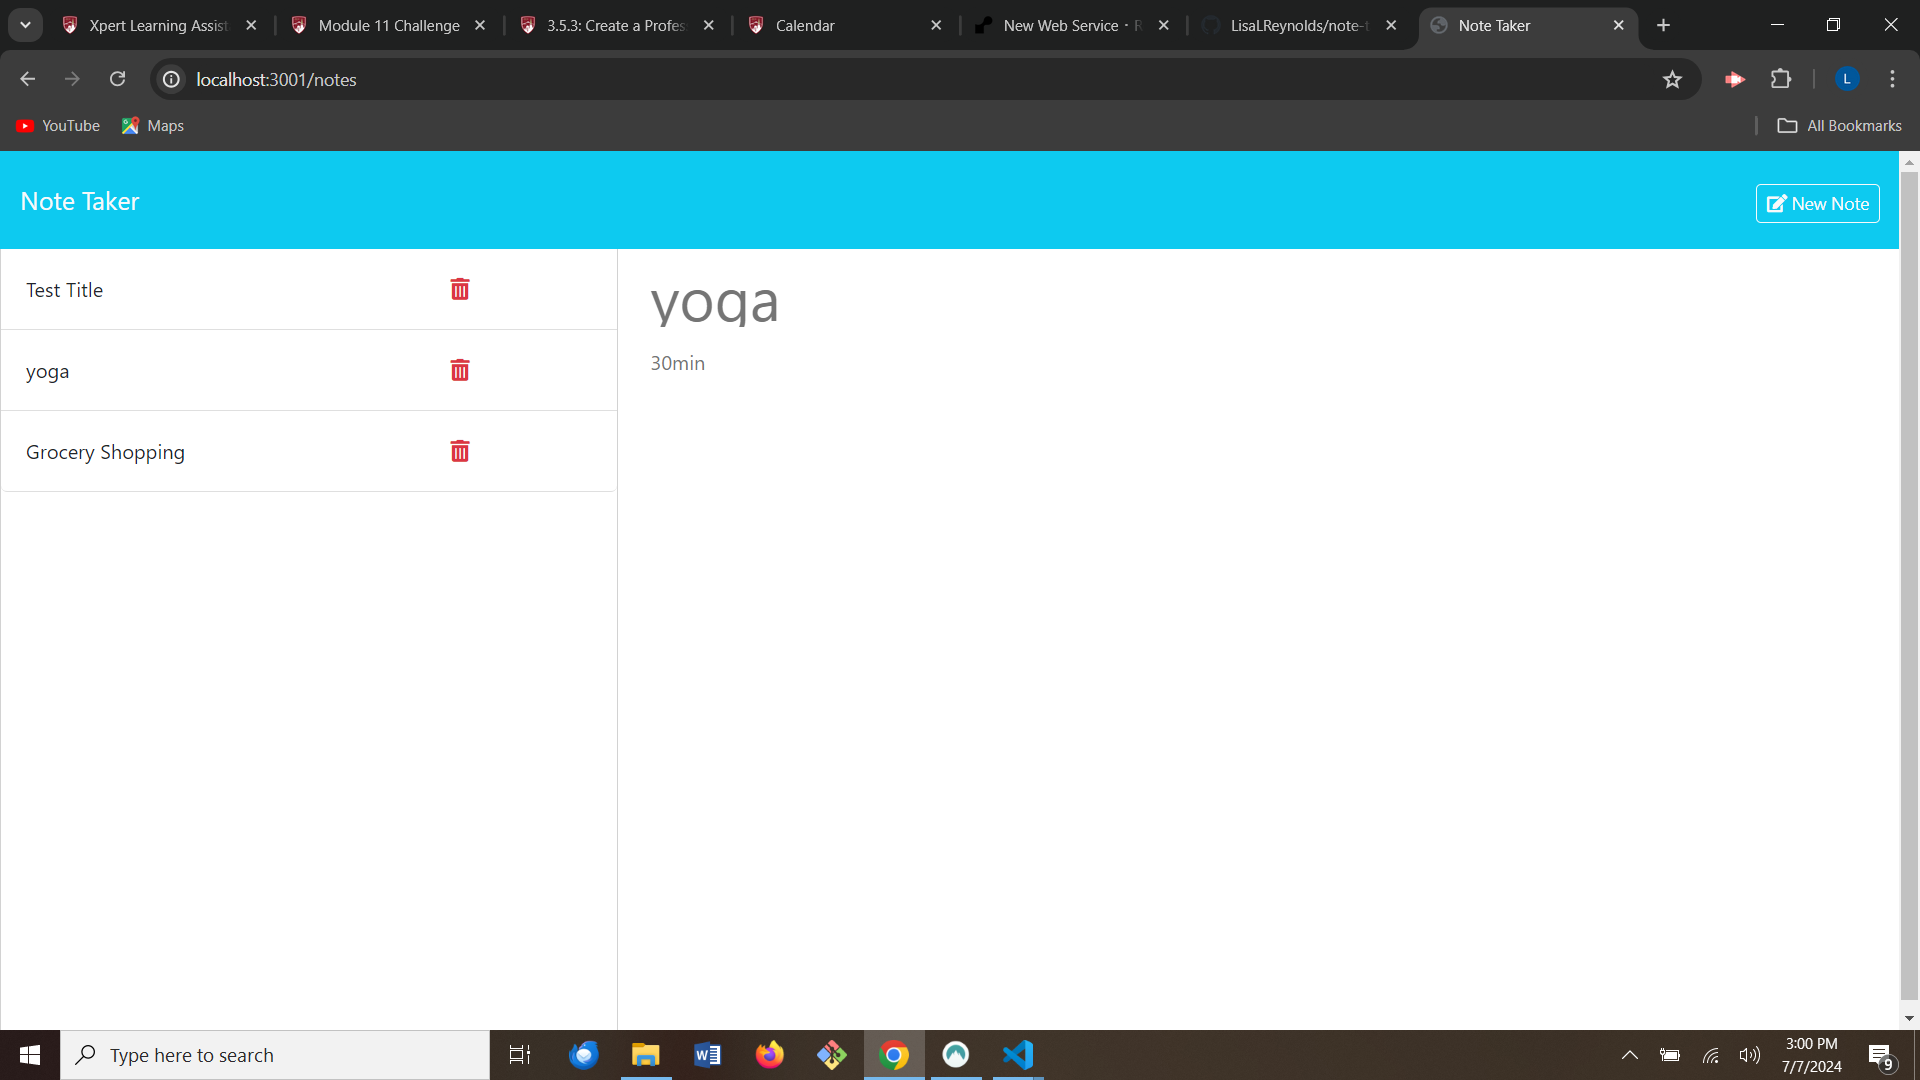 Xpert Learning Assist
Module 11 Challenge
3.5.3: Create a Profes
Calendar
New Web Service · R
LisaLReynolds/note-t
Note Taker
localhost:3001/notes
L
YouTube
Maps
All Bookmarks
Note Taker
New Note
Test Title
yoga
Grocery Shopping
yoga
30min
Type here to search
3:00 PM
7/7/2024
9